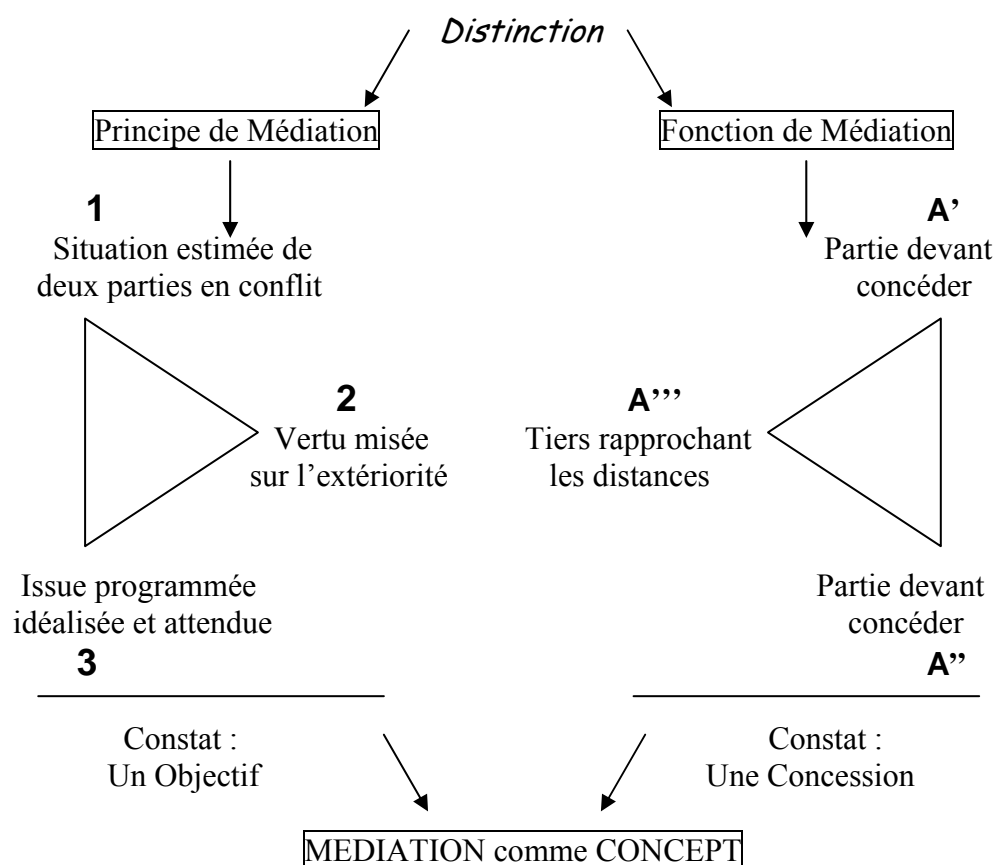 Distinction
Principe de Médiation
Fonction de Médiation
1
Situation estimée de
deux parties en conflit
A’
Partie devant
concéder
2
Vertu misée
sur l’extériorité
A’’’
Tiers rapprochant
les distances
Issue programmée
idéalisée et attendue
3
Partie devant
concéder
A’’
Constat :
Un Objectif
Constat :
Une Concession
MEDIATION comme CONCEPT